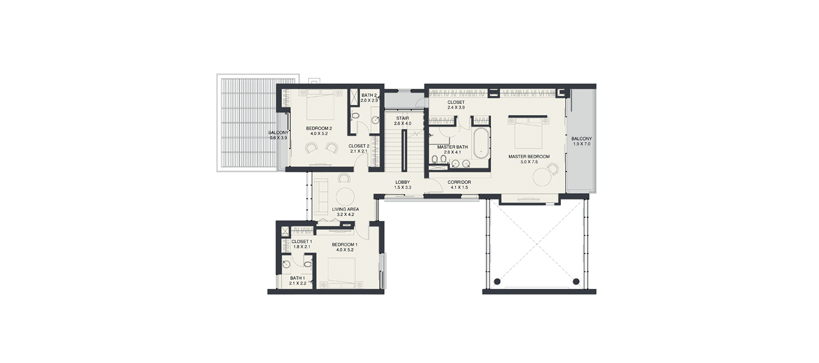 BATH 2
2.0 X 2.9
BEDROOM 2
4.0 X 5.2
BALCONY
0.6 X 3.9
CLOSET 2
2.1 X 2.1
STAIR
2.6 X 4.0
CLOSET
2.4 X 3.9
MASTER BATH
2.8 X 4.1
MASTER BEDROOM
5.0 X 7.5
BALCONY
1.9 X 7.0
LOBBY
1.5 X 3.3
CORRIDOR
4.1 X 1.5
LIVING AREA
3.2 X 4.2
CLOSET 1
1.8 X 2.1
BEDROOM 1
4.0 X 5.2
BATH 1
2.1 X 2.2